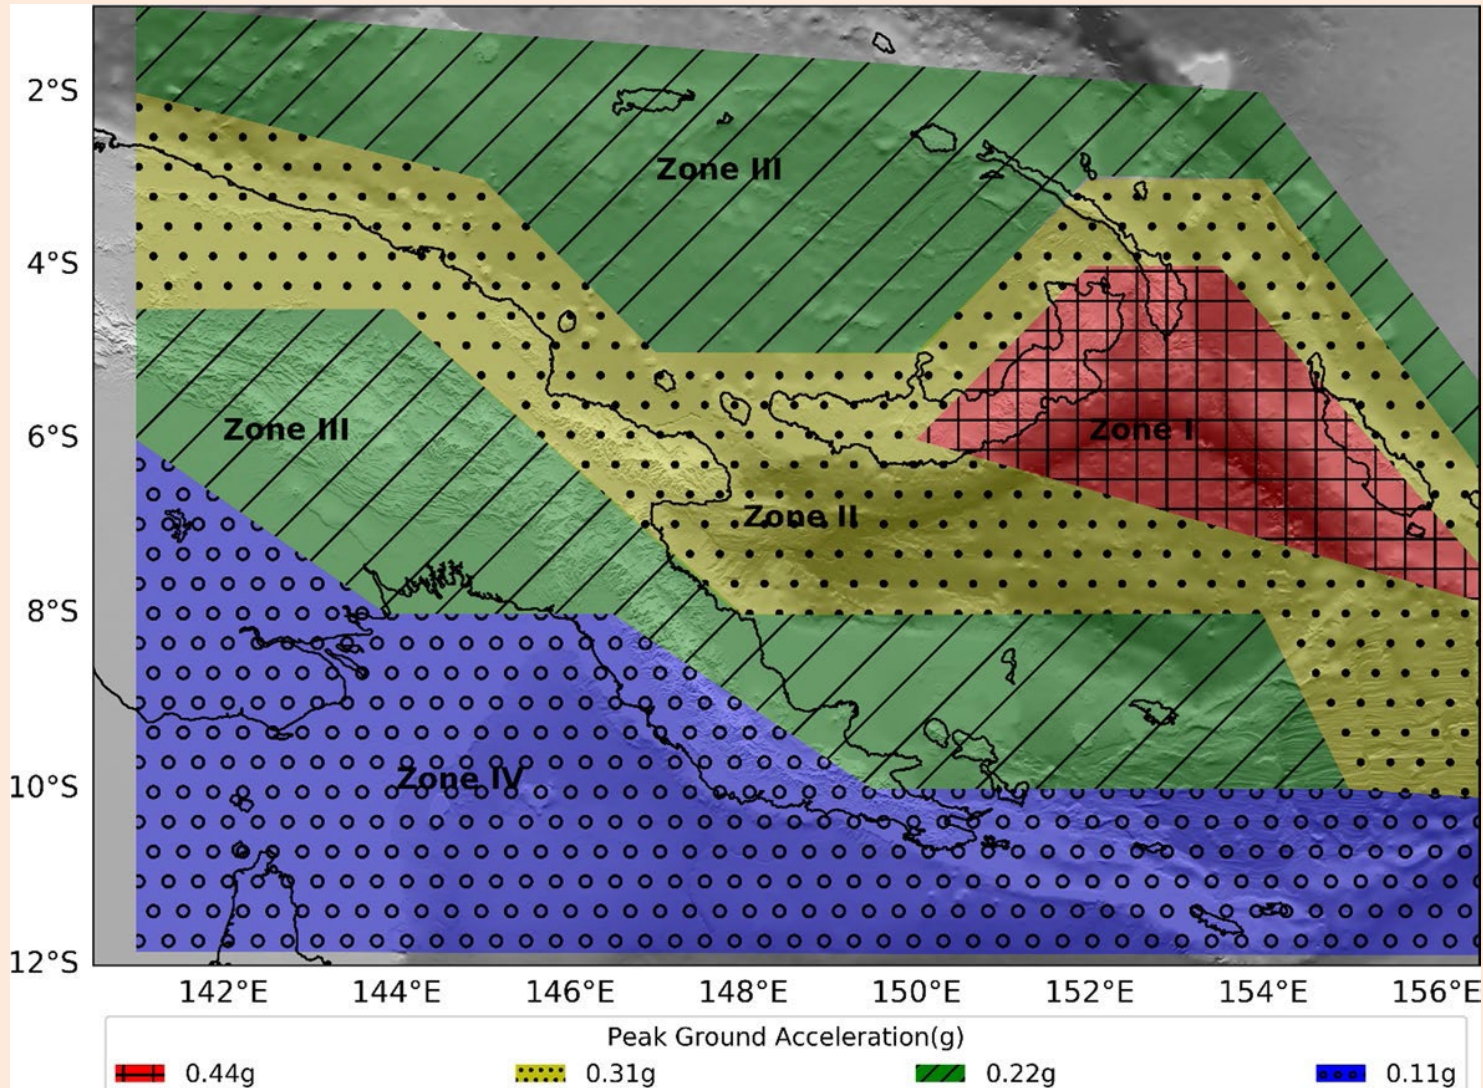 2°S
Zone III
4°S
6°S
Zone III
Zone I
Zone II
8°S
Zone IV
10°S
12°S
142°E 144°E 146°E 148°E 150°E 152°E 154°E 156°E
Peak Ground Acceleration(g)
0.44g 0.31g 0.22g 0.11g